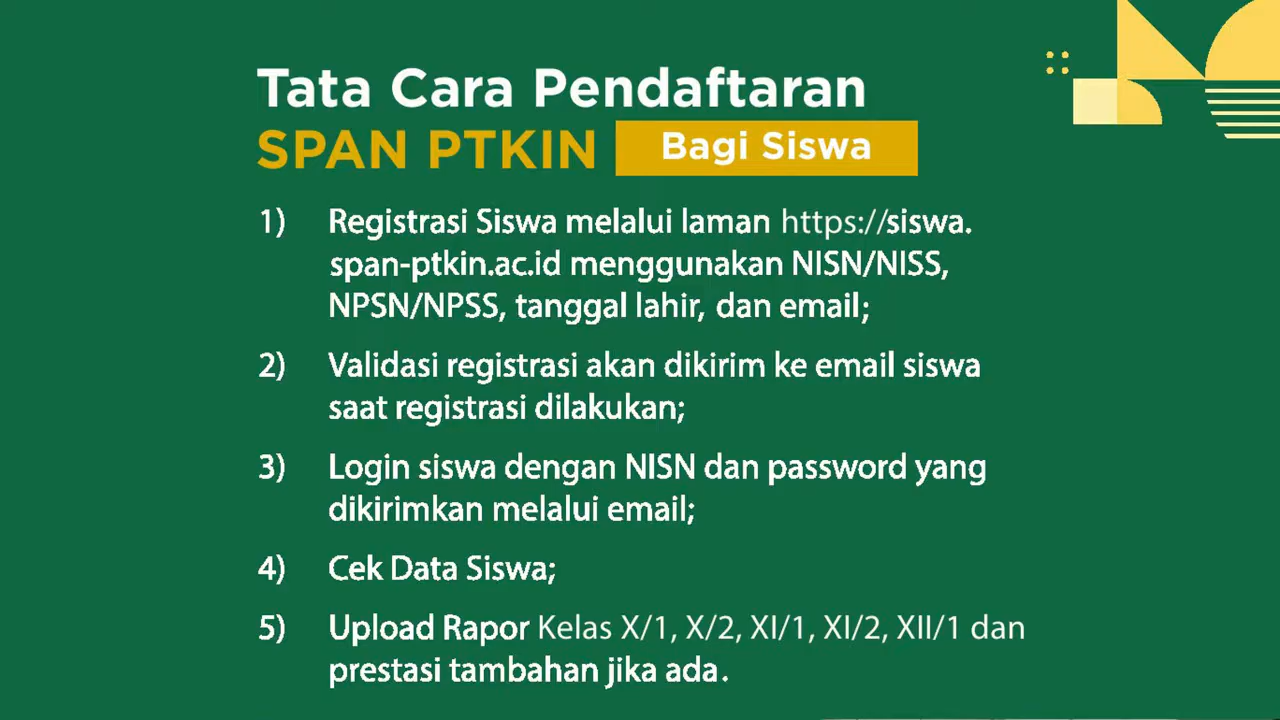 Tata Cara Pendaftaran
SPAN PTKIN Bagi Siswa
1) Registrasi Siswa melalui laman https://siswa.
span-ptkin.ac.id menggunakan NISN/NISS,
NPSN/NPSS, tanggal lahir, dan email;
2) Validasi registrasi akan dikirim ke email siswa
saat registrasi dilakukan;
3) Login siswa dengan NISN dan password yang
dikirimkan melalui email;
4) Cek Data Siswa;
5) Upload Rapor Kelas X/1, X/2, XI/1, XI/2, XII/1 dan
prestasi tambahan jika ada.